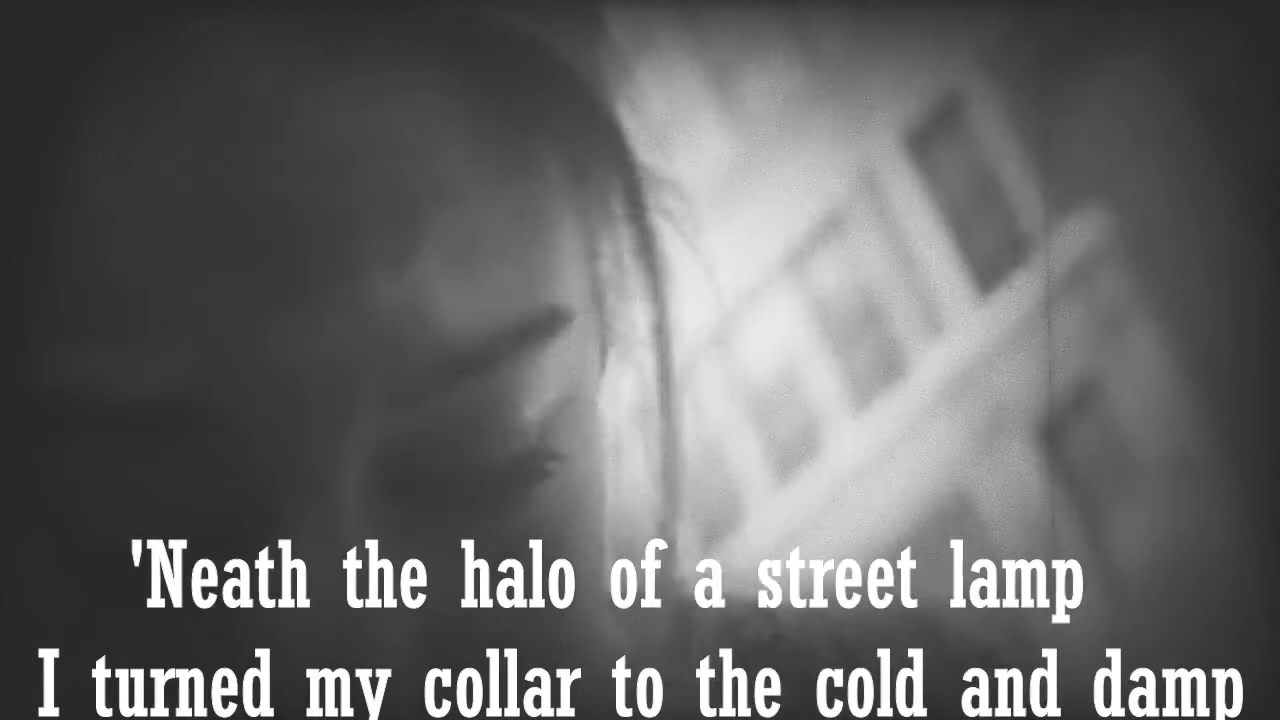 'Neath the halo of a street lamp
I turned my collar to the cold and damp